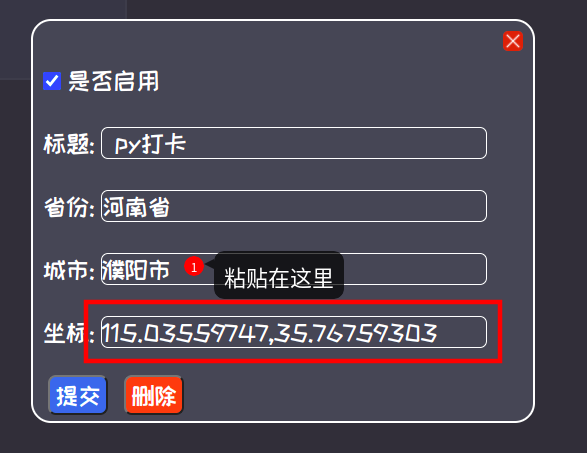 是否启用
标题: Py打卡
省份: 河南省
城市: 濮阳市 1 粘贴在这里
坐标: 115.03559747,35.76759303
提交 删除